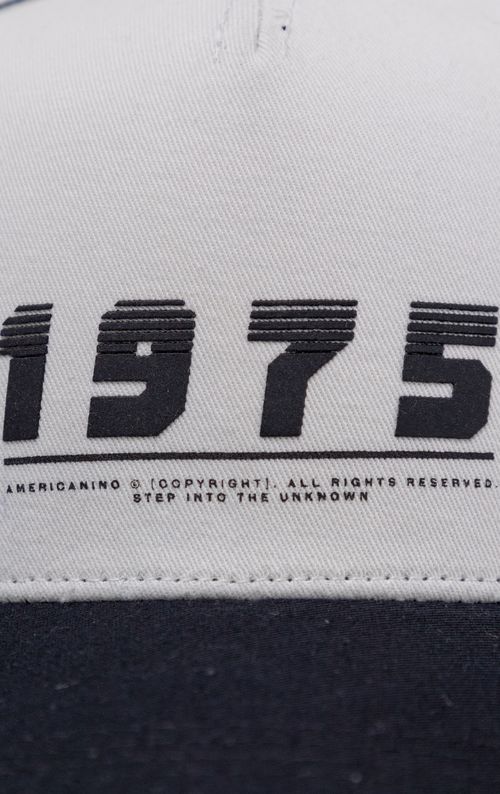 1975
AMERICANINO © [COPYRIGHT]. ALL RIGHTS RESERVED.
STEP INTO THE UNKNOWN